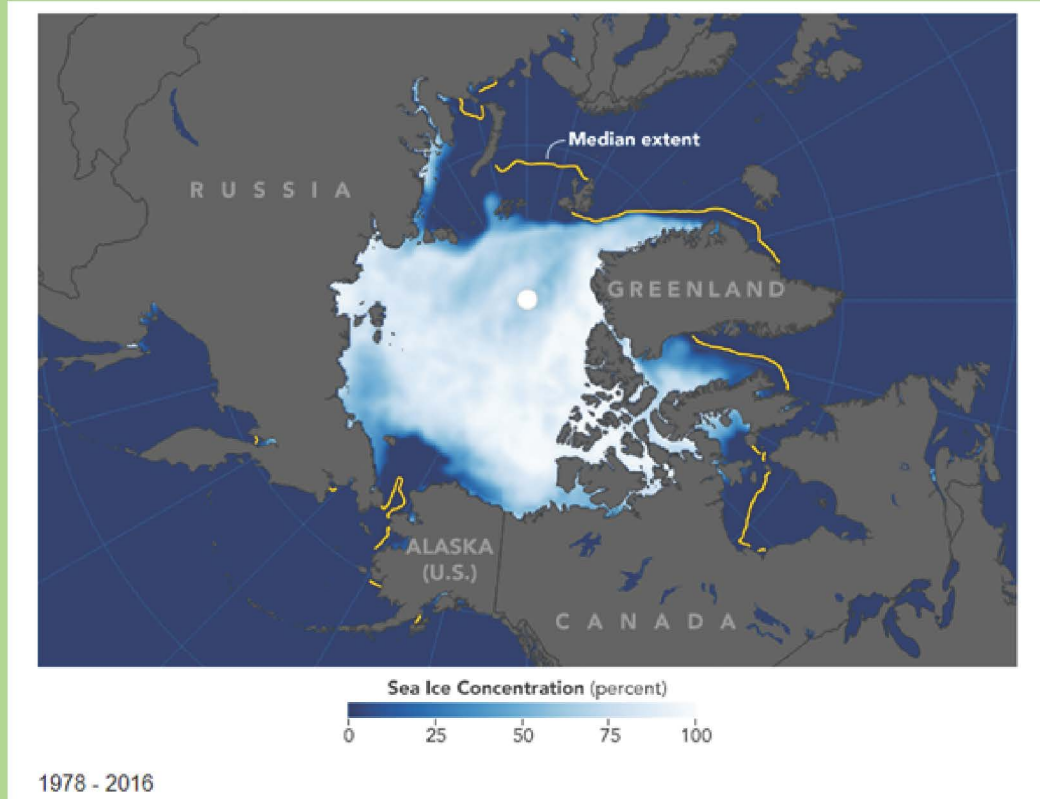 Median extent
RUSSIA
GREENLAND
ALASKA
(U.S.)
CANADA
Sea Ice Concentration (percent)
0 25 50 75 100
1978 - 2016